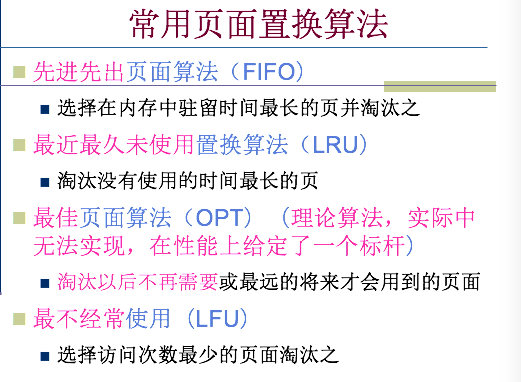 常用页面置换算法
先进先出页面算法（FIFO）
选择在内存中驻留时间最长的页并淘汰之
最近最久未使用置换算法（LRU）
淘汰没有使用的时间最长的页
最佳页面算法（OPT）（理论算法，实际中
无法实现，在性能上给定了一个标杆）
淘汰以后不再需要或最远的将来才会用到的页面
最不经常使用（LFU）
选择访问次数最少的页面淘汰之